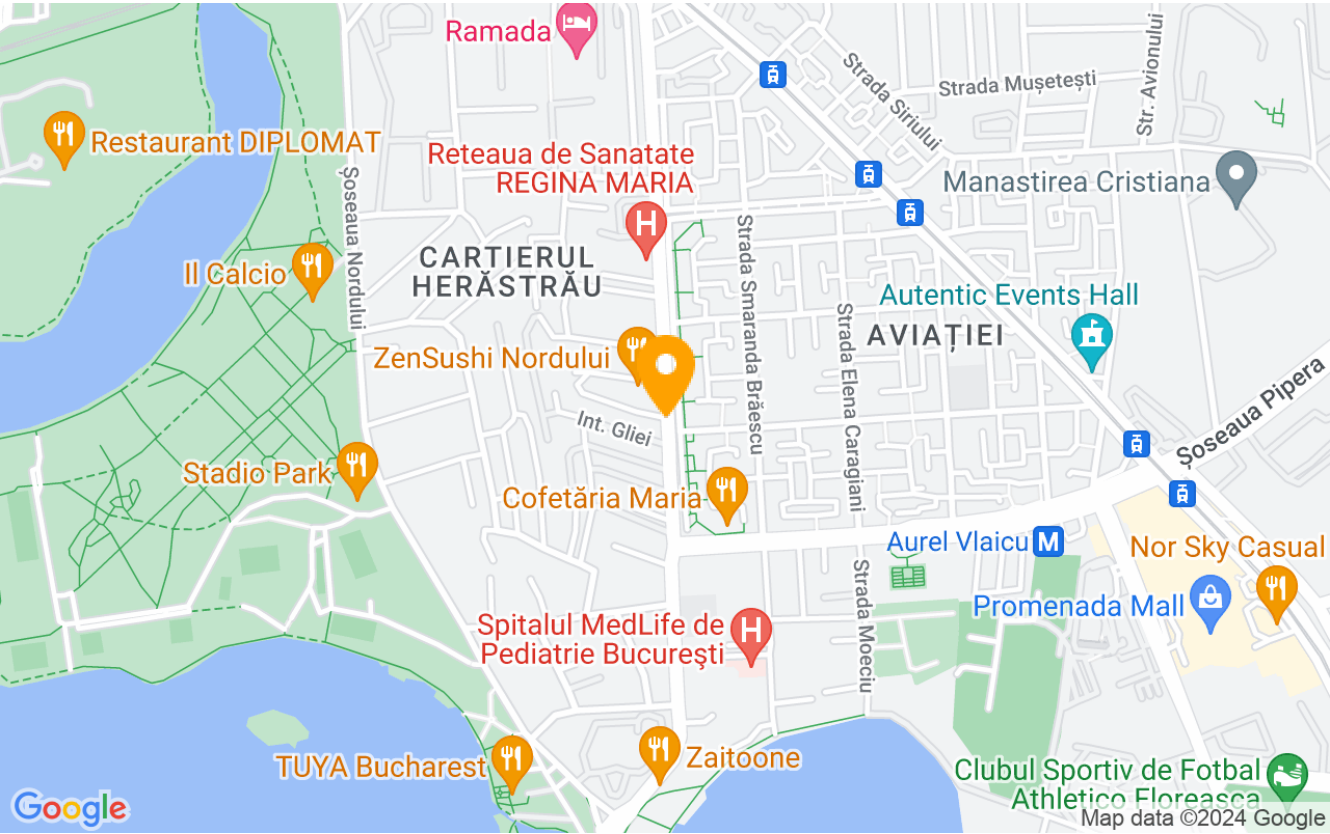 Ramada
Strada Siriului
Strada Mușetești
Str. Avionului
Restaurant DIPLOMAT
Reteaua de Sanatate
REGINA MARIA
H
Manastirea Cristiana
Șoseaua Nordului
Strada Smaranda Brăescu
CARTIERUL
HERĂSTRĂU
Il Calcio
Autentic Events Hall
Strada Elena Caragiani
AVIAȚIEI
ZenSushi Nordului
Int. Gliei
Șoseaua Pipera
Stadio Park
Cofetăria Maria
Aurel Vlaicu M
Nor Sky Casual
Strada Moeciu
Promenada Mall
Spitalul MedLife de
Pediatrie Bucureşti
H
TUYA Bucharest
Zaitoone
Clubul Sportiv de Fotbal
Athletico Floreasca
Google
Map data ©2024 Google